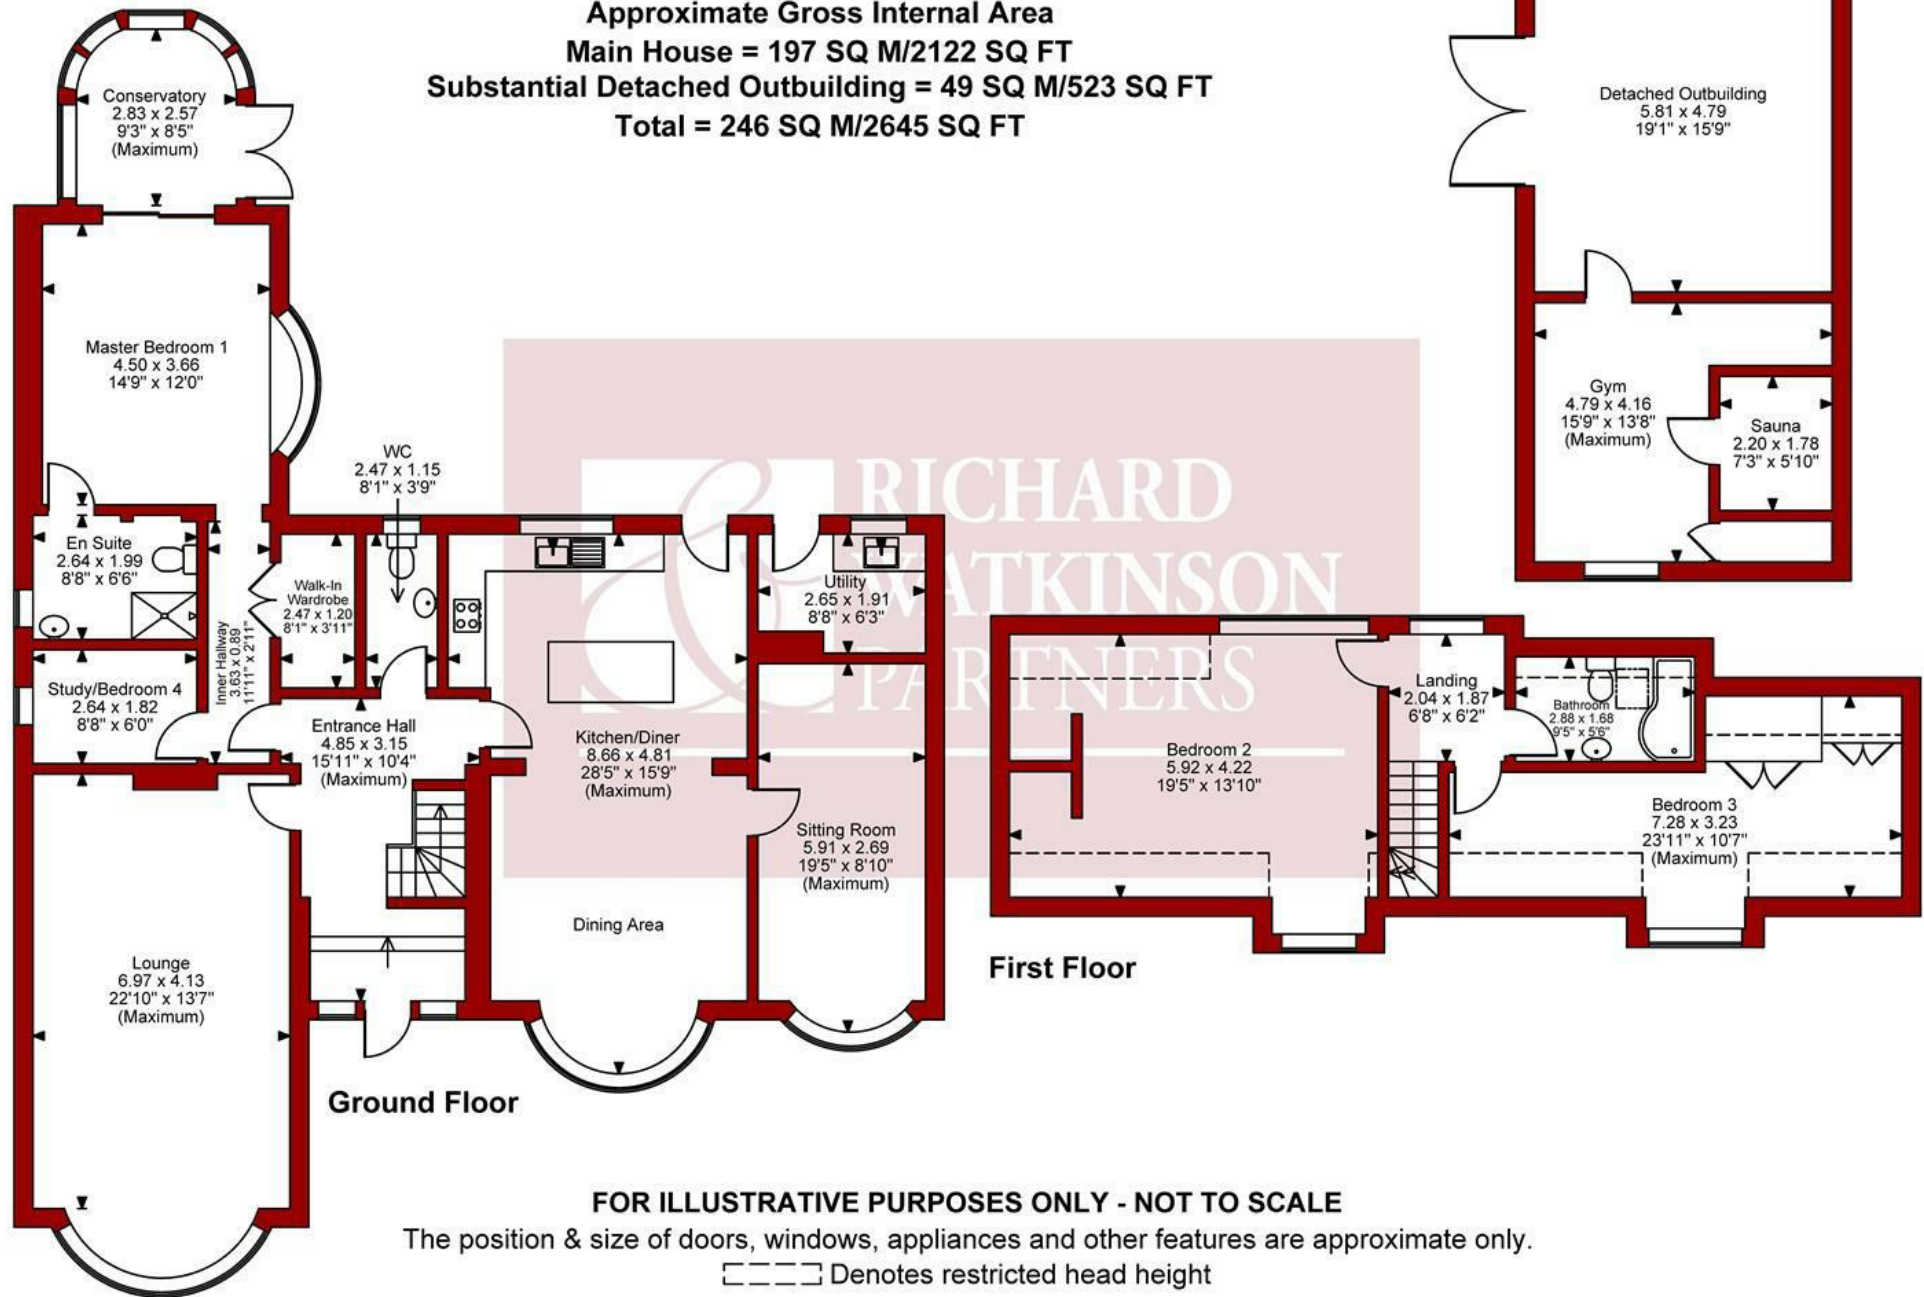 Approximate Gross Internal Area
Main House = 197 SQ M/2122 SQ FT
Substantial Detached Outbuilding = 49 SQ M/523 SQ FT
Total = 246 SQ M/2645 SQ FT
Conservatory
2.83 x 2.57
9'3" x 8'5"
(Maximum)
Detached Outbuilding
5.81 x 4.79
19'1" x 15'9"
Master Bedroom 1
4.50 x 3.66
14'9" x 12'0"
Gym
4.79 x 4.16
15'9" x 13'8"
(Maximum)
Sauna
2.20 x 1.78
7'3" x 5'10"
WC
2.47 x 1.15
8'1" x 3'9"
RICHARD
WATKINSON
PARTNERS
&
En Suite
2.64 x 1.99
8'8" x 6'6"
Walk-In
Wardrobe
2.47 x 1.20
8'1" x 3'11"
Utility
2.65 x 1.91
8'8" x 6'3"
Inner Hallway
3.63 x 0.89
11'11" x 2'11"
Study/Bedroom 4
2.64 x 1.82
8'8" x 6'0"
Entrance Hall
4.85 x 3.15
15'11" x 10'4"
(Maximum)
Kitchen/Diner
8.66 x 4.81
28'5" x 15'9"
(Maximum)
Sitting Room
5.91 x 2.69
19'5" x 8'10"
(Maximum)
Dining Area
Lounge
6.97 x 4.13
22'10" x 13'7"
(Maximum)
Ground Floor
Bedroom 2
5.92 x 4.22
19'5" x 13'10"
Landing
2.04 x 1.87
6'8" x 6'2"
Bathroom
2.88 x 1.68
9'5" x 5'6"
Bedroom 3
7.28 x 3.23
23'11" x 10'7"
(Maximum)
First Floor
FOR ILLUSTRATIVE PURPOSES ONLY - NOT TO SCALE
The position & size of doors, windows, appliances and other features are approximate only.
Denotes restricted head height